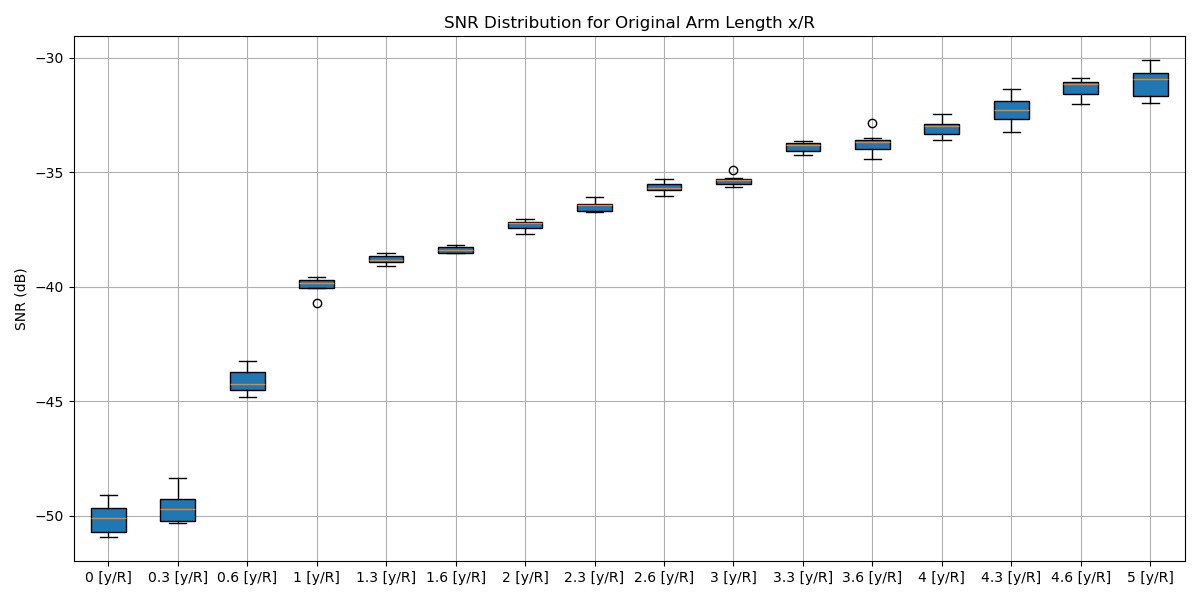 SNR Distribution for Original Arm Length x/R
SNR (dB)
−30
−35
−40
−45
−50
0 [y/R] 0.3 [y/R] 0.6 [y/R] 1 [y/R] 1.3 [y/R] 1.6 [y/R] 2 [y/R] 2.3 [y/R] 2.6 [y/R] 3 [y/R] 3.3 [y/R] 3.6 [y/R] 4 [y/R] 4.3 [y/R] 4.6 [y/R] 5 [y/R]